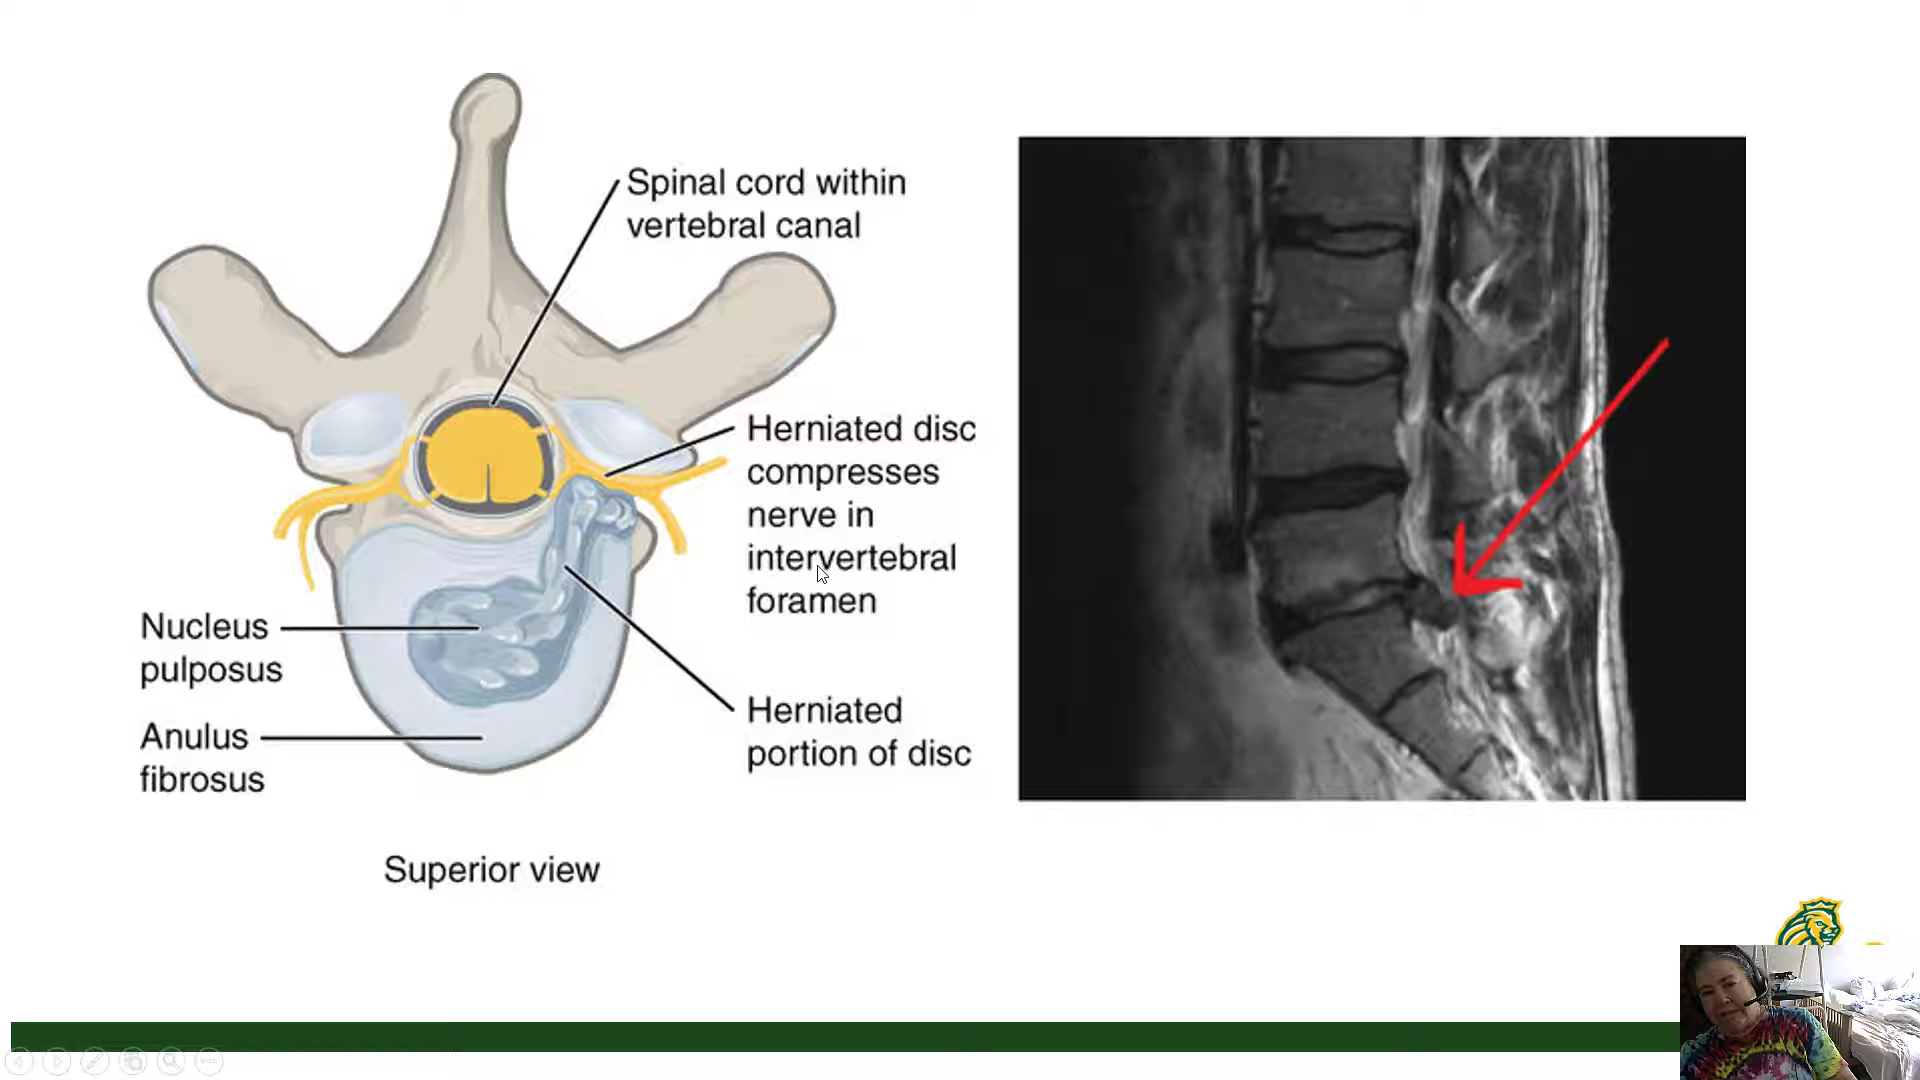 Spinal cord within
vertebral canal
Herniated disc
compresses
nerve in
intervertebral
foramen
Nucleus
pulposus
Herniated
portion of disc
Anulus
fibrosus
Superior view